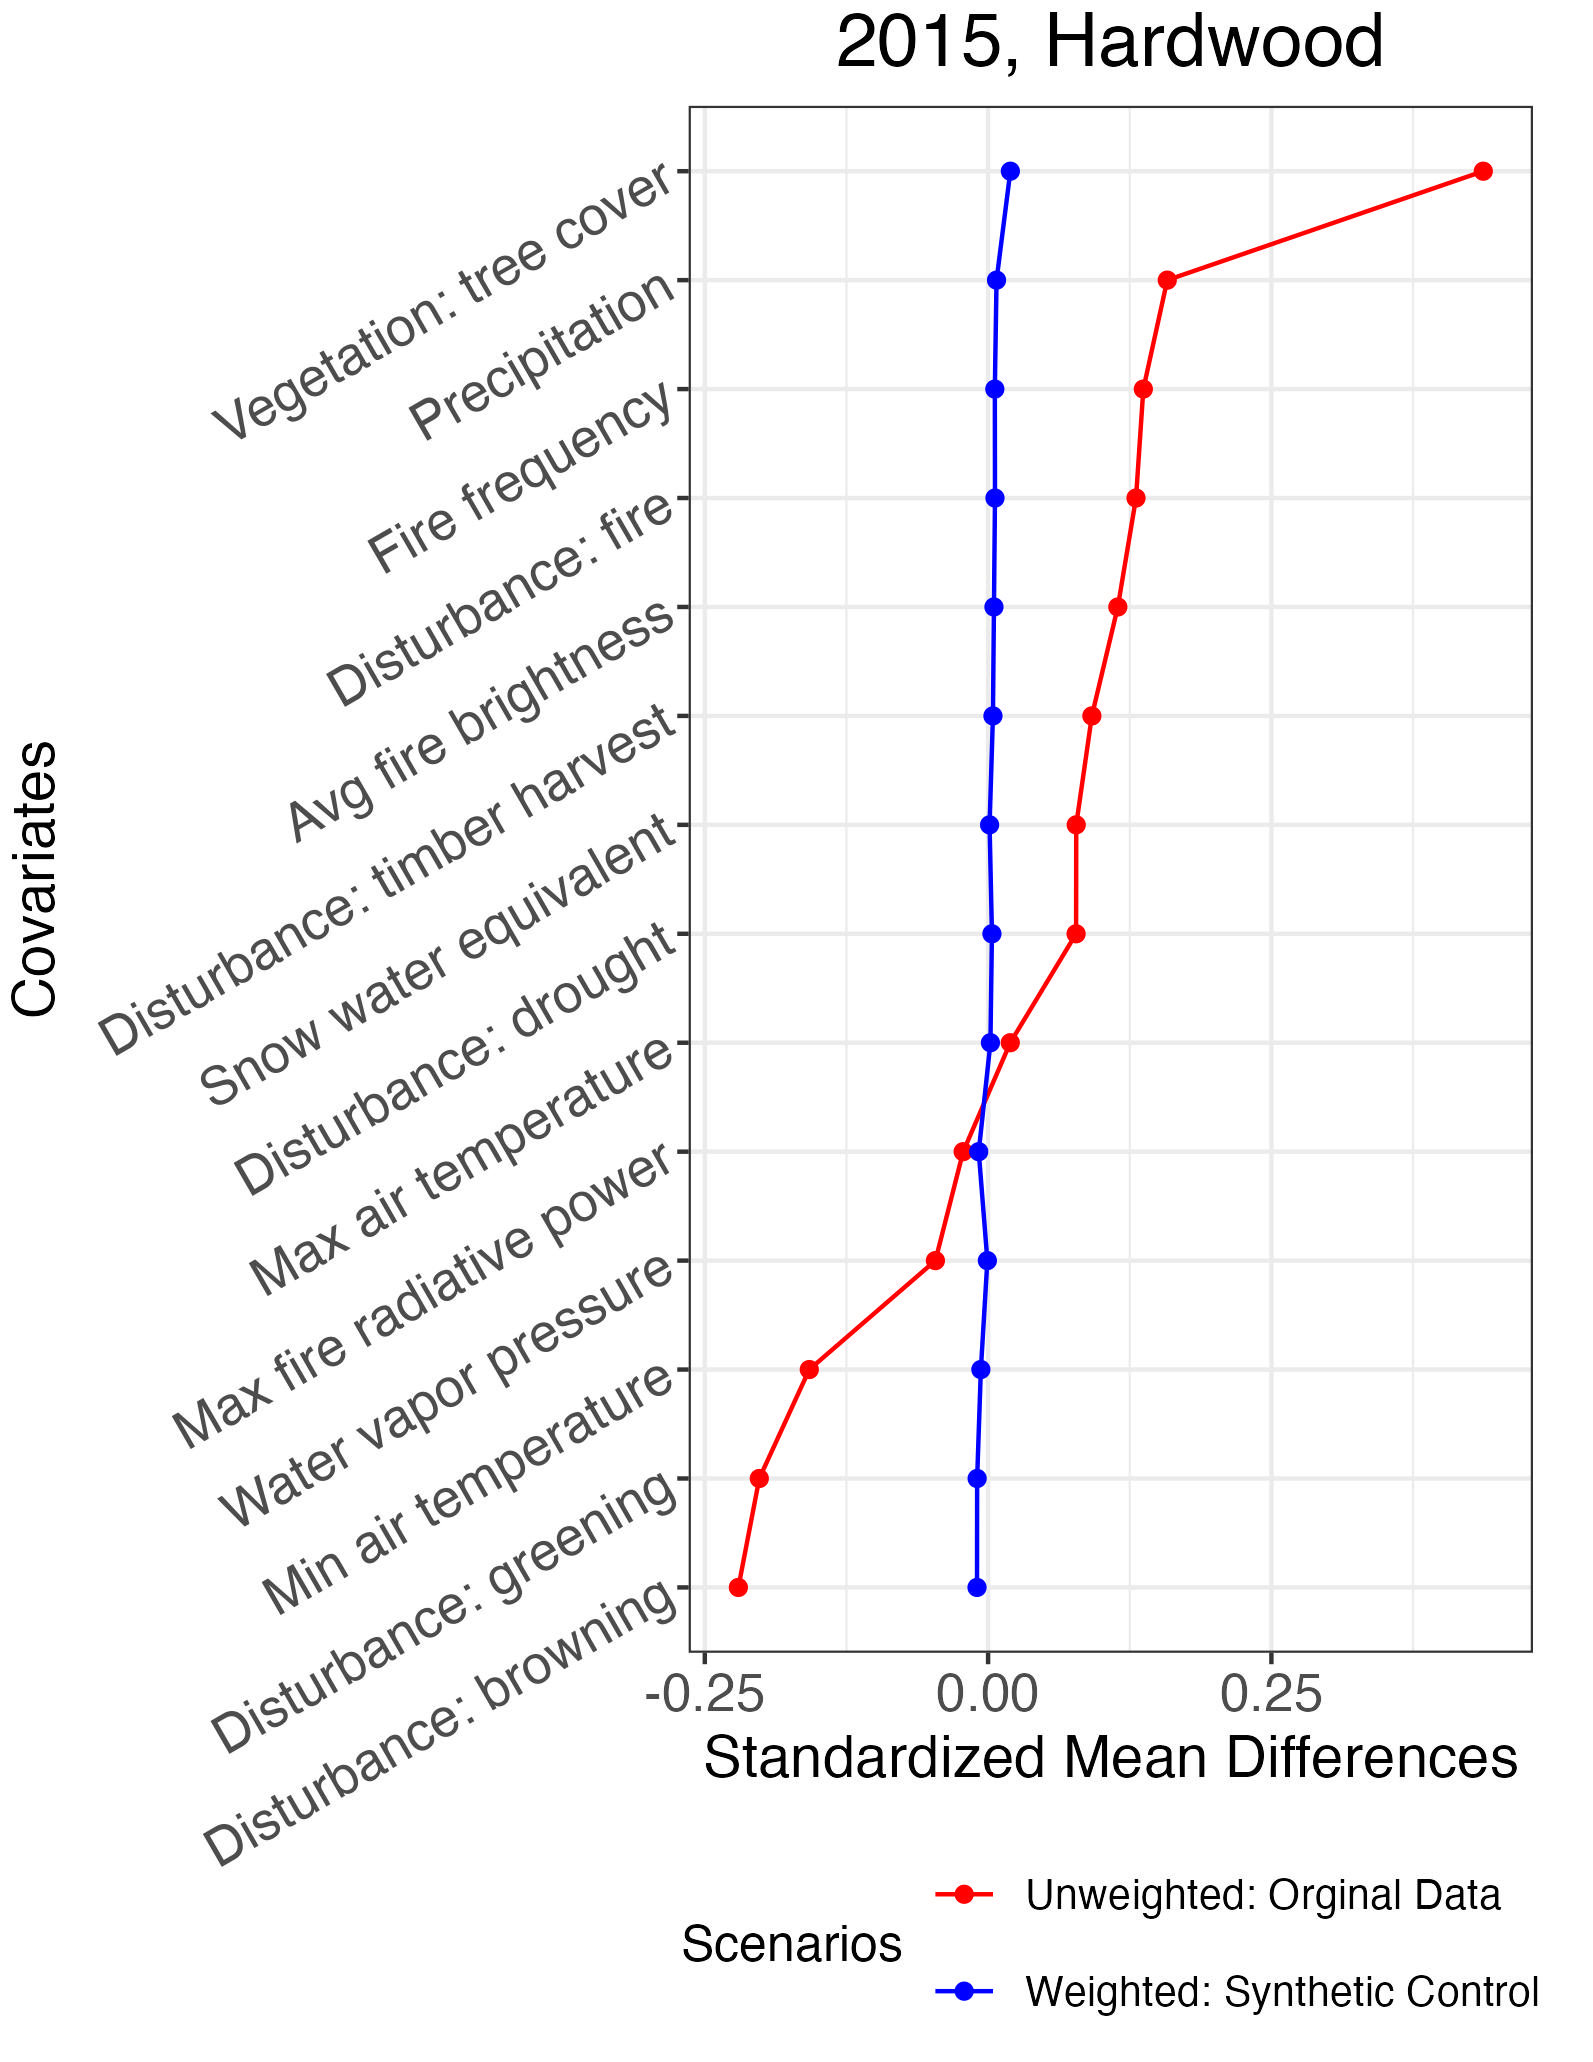 2015, Hardwood
Covariates
Vegetation: tree cover
Precipitation
Fire frequency
Disturbance: fire
Avg fire brightness
Disturbance: timber harvest
Snow water equivalent
Disturbance: drought
Max air temperature
Max fire radiative power
Water vapor pressure
Min air temperature
Disturbance: greening
Disturbance: browning
-0.25 0.00 0.25
Standardized Mean Differences
Scenarios
Unweighted: Orginal Data
Weighted: Synthetic Control